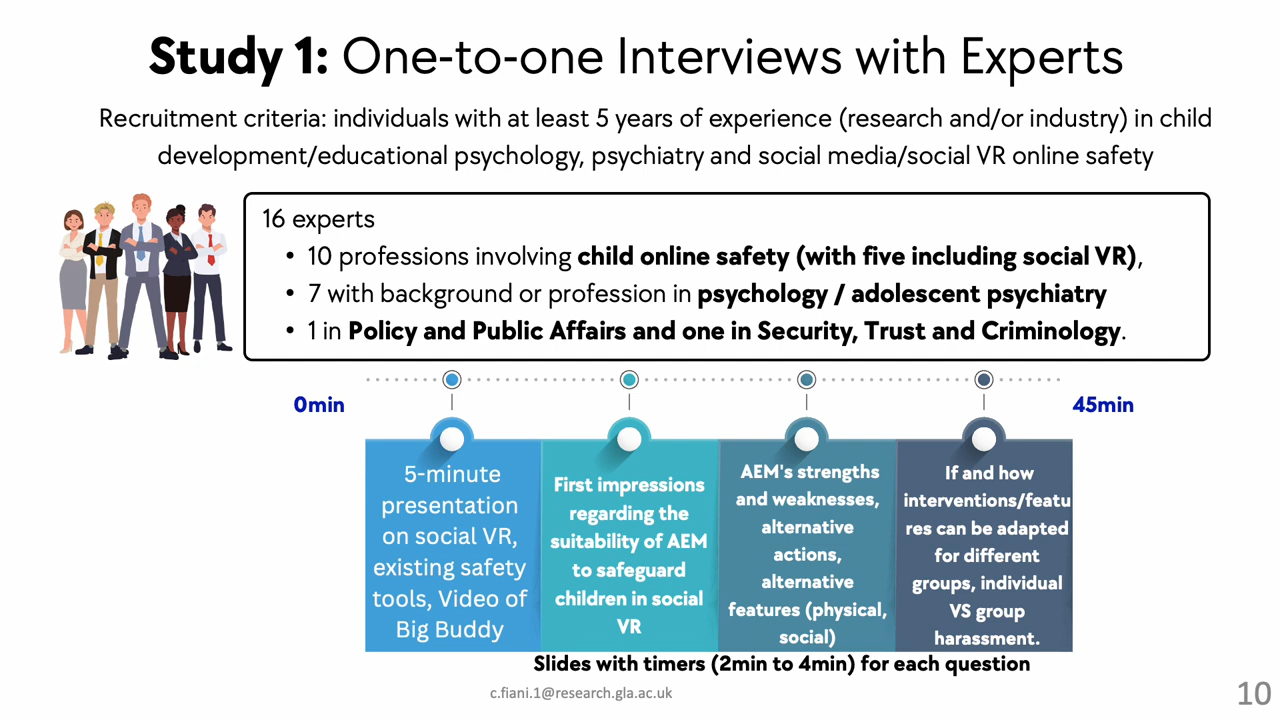 Study 1: One-to-one Interviews with Experts
Recruitment criteria: individuals with at least 5 years of experience (research and/or industry) in child
development/educational psychology, psychiatry and social media/social VR online safety
16 experts
• 10 professions involving child online safety (with five including social VR),
• 7 with background or profession in psychology / adolescent psychiatry
• 1 in Policy and Public Affairs and one in Security, Trust and Criminology.
0min
45min
5-minute
presentation
on social VR,
existing safety
tools, Video of
Big Buddy
First impressions
regarding the
suitability of AEM
to safeguard
children in social
VR
AEM's strengths
and weaknesses,
alternative
actions,
alternative
features (physical,
social)
If and how
interventions/featu
res can be adapted
for different
groups, individual
VS group
harassment.
Slides with timers (2min to 4min) for each question
c.fiani.1@research.gla.ac.uk
10